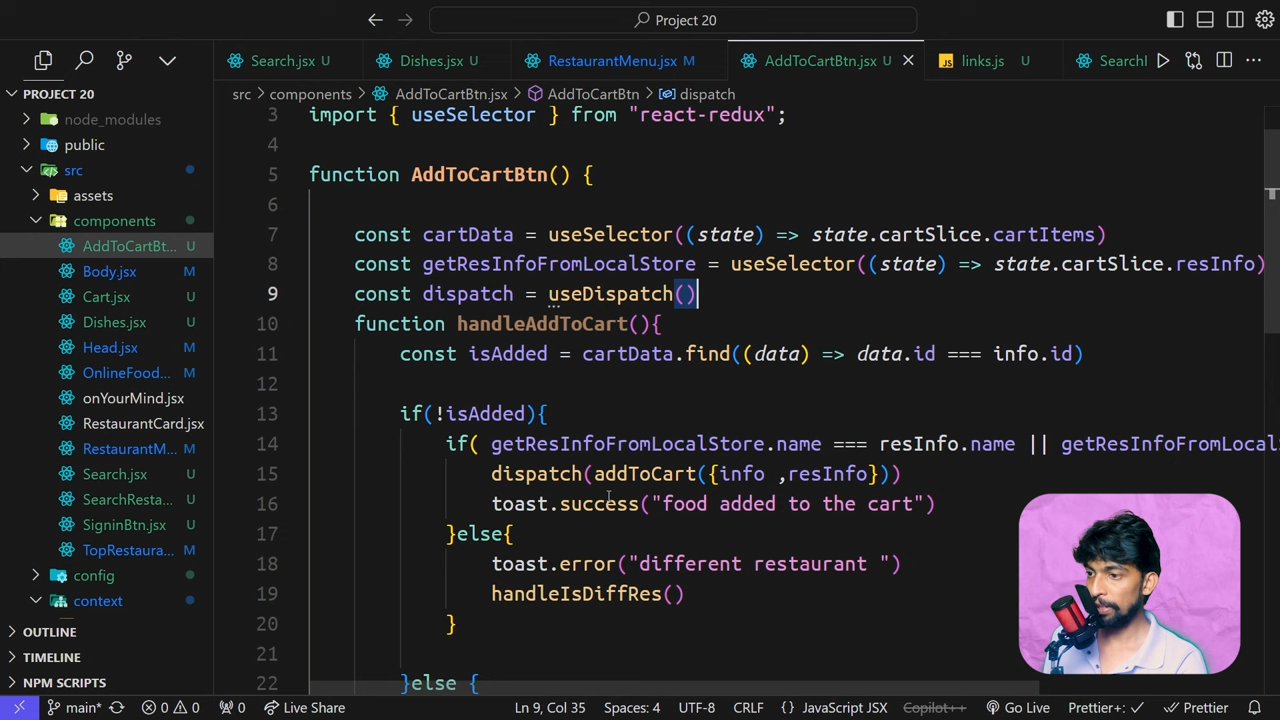 Project 20
Search.jsx U
Dishes.jsx U
RestaurantMenu.jsx M
AddToCartBtn.jsx U
JS links.js U
SearchI
PROJECT 20
node_modules
public
src
assets
components
AddToCartBt... U
Body.jsx M
Cart.jsx U
Dishes.jsx U
Head.jsx M
OnlineFood... M
onYourMind.jsx
RestaurantCard.jsx
RestaurantM... M
Search.jsx U
SearchResta... U
SigninBtn.jsx U
TopRestaura... M
config
context
OUTLINE
TIMELINE
NPM SCRIPTS
src > components > AddToCartBtn.jsx > AddToCartBtn > dispatch
3 import { useSelector } from "react-redux";
4
5 function AddToCartBtn() {
6
7 const cartData = useSelector((state) => state.cartSlice.cartItems)
8 const getResInfoFromLocalStore = useSelector((state) => state.cartSlice.resInfo)
9 const dispatch = useDispatch()
10 function handleAddToCart(){
11 const isAdded = cartData.find((data) => data.id === info.id)
12
13 if(!isAdded){
14 if( getResInfoFromLocalStore.name === resInfo.name || getResInfoFromLocalS
15 dispatch(addToCart({info ,resInfo}))
16 toast.success("food added to the cart")
17 }else{
18 toast.error("different restaurant ")
19 handleIsDiffRes()
20 }
21
22 }else {
main* 0 0 0 Live Share Ln 9, Col 35 Spaces: 4 UTF-8 CRLF {} JavaScript JSX Copilot++ Go Live Prettier+: ✓ Prettier